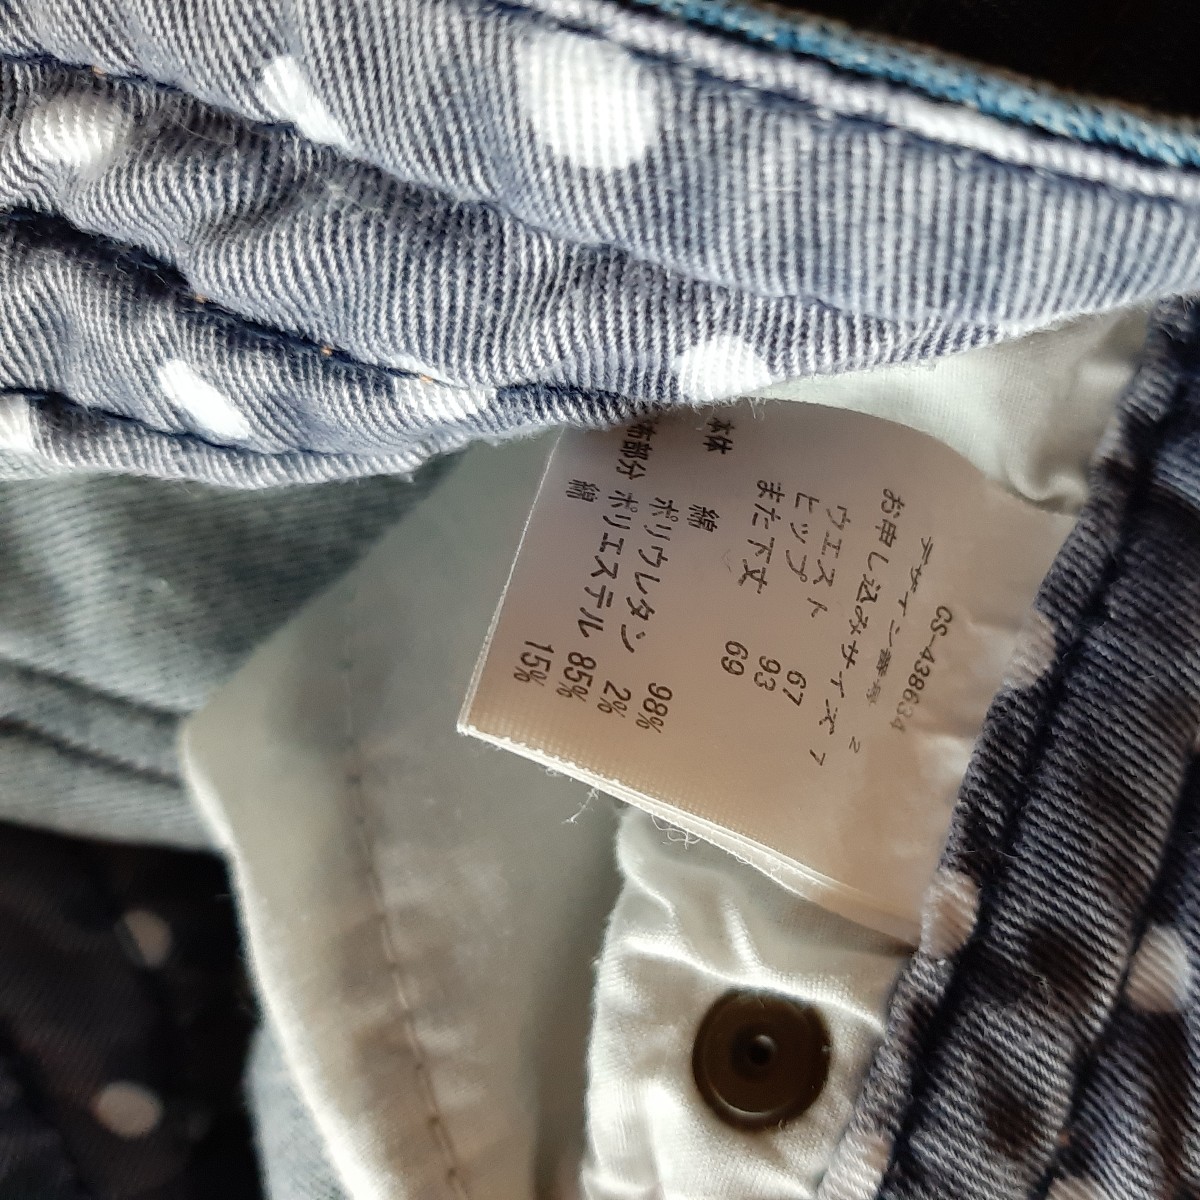 GS-438634
デザイン番号 2
お申し込みサイズ 7
ウエスト 67
ヒップ 93
また下丈 69
本体
綿 98%
ポリウレタン 2%
布部分 ポリエステル 85%
綿 15%